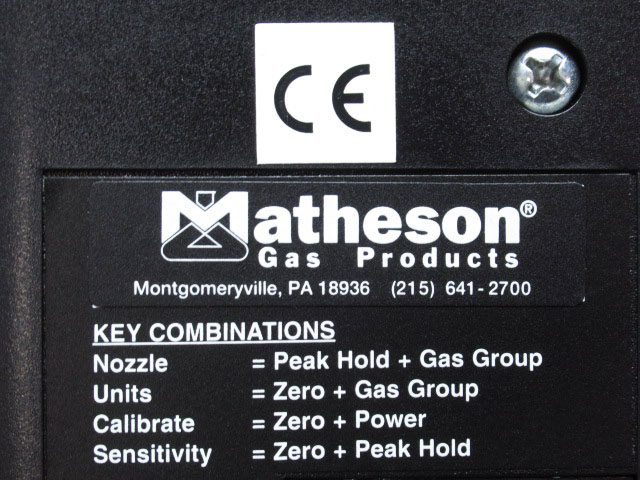 CE
Matheson®
Gas Products
Montgomeryville, PA 18936 (215) 641-2700
KEY COMBINATIONS
Nozzle = Peak Hold + Gas Group
Units = Zero + Gas Group
Calibrate = Zero + Power
Sensitivity = Zero + Peak Hold